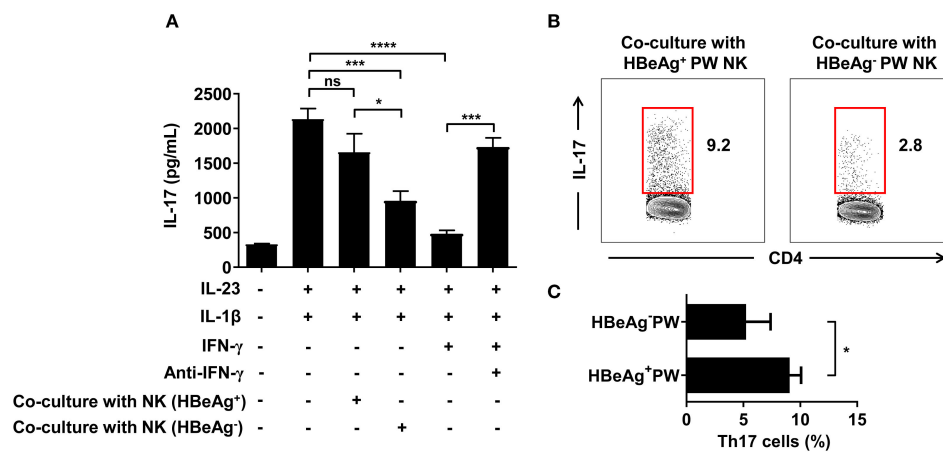 A
****
***
ns
*
***
2500
2000
1500
1000
500
0
IL-17 (pg/mL)
IL-23 - + + + + +
IL-1β - + + + + +
IFN-γ - - - - + +
Anti-IFN-γ - - - - - +
Co-culture with NK (HBeAg⁺) - - + - - -
Co-culture with NK (HBeAg⁻) - - - + - -
B
Co-culture with
HBeAg⁺ PW NK
Co-culture with
HBeAg⁻ PW NK
9.2
2.8
IL-17
CD4
C
HBeAg⁻PW
HBeAg⁺PW
*
0 5 10 15
Th17 cells (%)